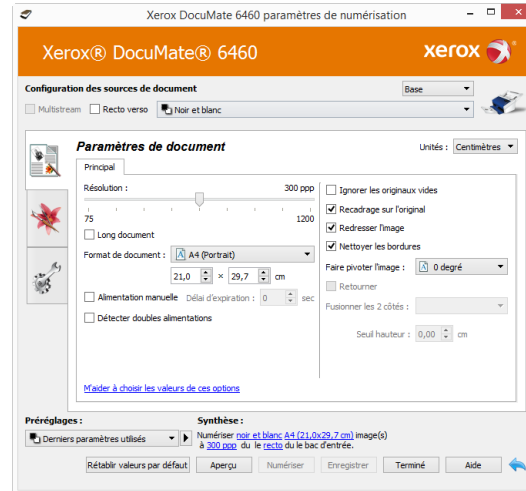 Xerox DocuMate 6460 paramètres de numérisation
Xerox® DocuMate® 6460
xerox
Configuration des sources de document
Base
Multistream
Recto verso
Noir et blanc
Paramètres de document
Unités :
Centimètres
Principal
Résolution :
300 ppp
75
1200
Long document
Format de document :
A4 (Portrait)
21,0 × 29,7 cm
Alimentation manuelle
Délai d'expiration : 0 sec
Détecter doubles alimentations
Ignorer les originaux vides
Recadrage sur l'original
Redresser l'image
Nettoyer les bordures
Faire pivoter l'image :
0 degré
Retourner
Fusionner les 2 côtés :
Seuil hauteur : 0,00 cm
M'aider à choisir les valeurs de ces options
Préréglages :
Derniers paramètres utilisés
Synthèse :
Numériser noir et blanc A4 (21,0x29,7 cm) image(s)
à 300 ppp du le recto du le bac d'entrée.
Rétablir valeurs par défaut
Aperçu
Numériser
Enregistrer
Terminé
Aide